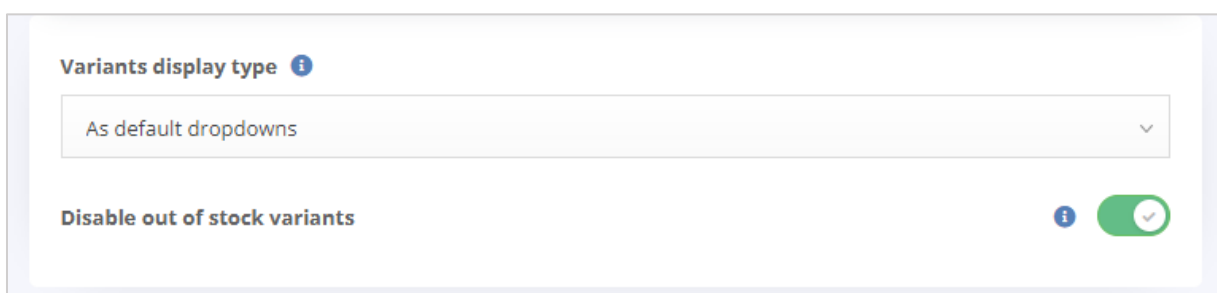 Variants display type
As default dropdowns
Disable out of stock variants